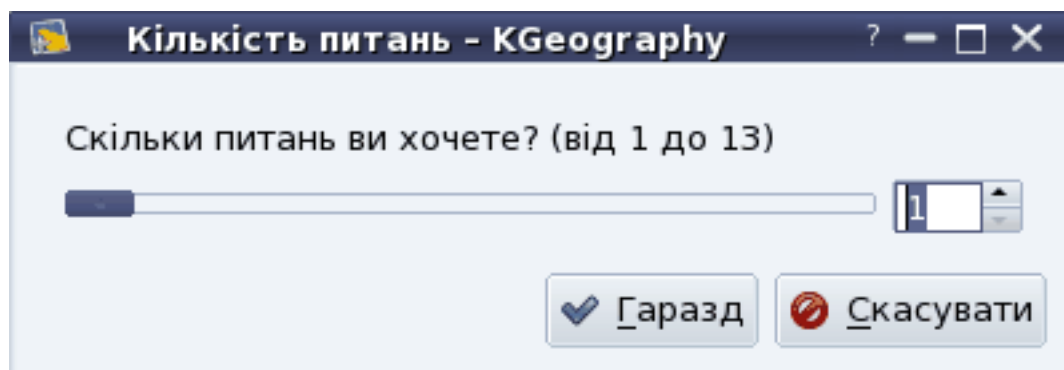 Кількість питань – KGeography
Скільки питань ви хочете? (від 1 до 13)
1
Гаразд
Скасувати